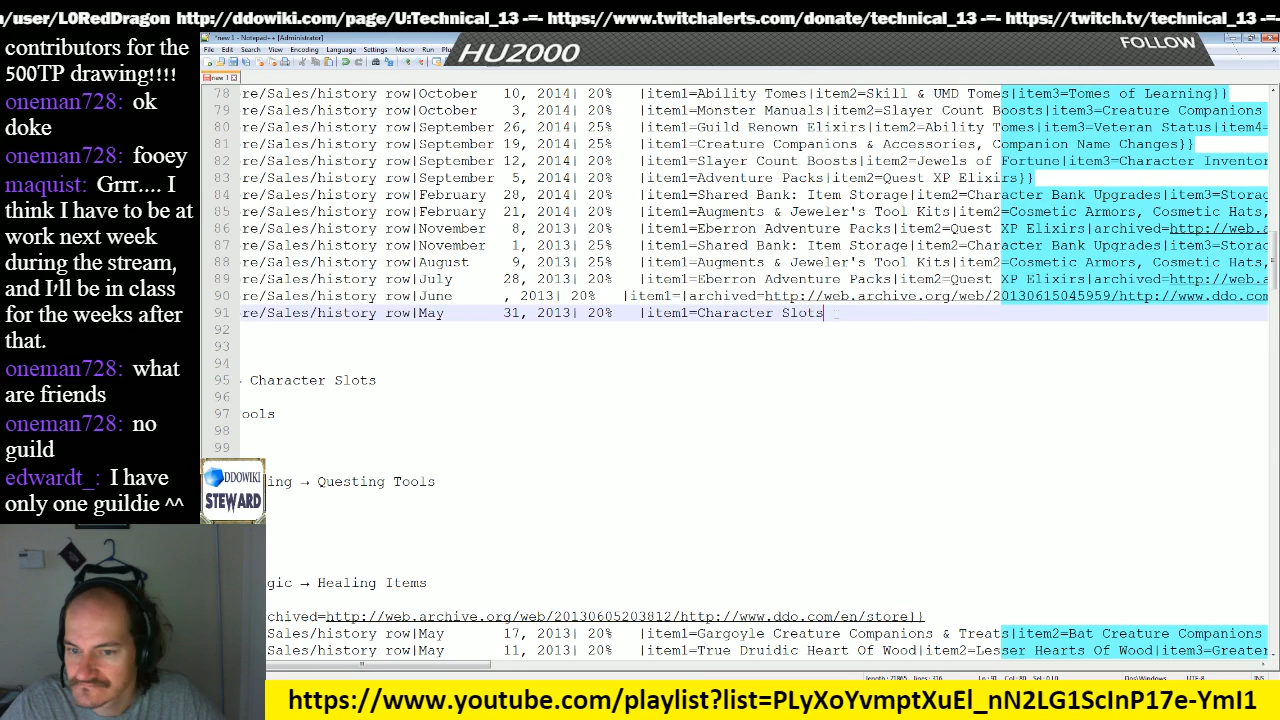 n/user/L0RedDragon http://ddowiki.com/page/U:Technical_13 -=- https://www.twitchalerts.com/donate/technical_13 -=- https://twitch.tv/technical_13 -=-
contributors for the
500TP drawing!!!!
oneman728: ok
doke
oneman728: fooey
maquist: Grrr.... I
think I have to be at
work next week
during the stream,
and I'll be in class
for the weeks after
that.
oneman728: what
are friends
oneman728: no
guild
edwardt_: I have
only one guildie ^^
*new 1 - Notepad++ [Administrator]
File Edit Search View Encoding Language Settings Macro Run
HU2000
FOLLOW
new 1
78 re/Sales/history row|October 10, 2014| 20% |item1=Ability Tomes|item2=Skill & UMD Tomes|item3=Tomes of Learning}}
79 re/Sales/history row|October 3, 2014| 20% |item1=Monster Manuals|item2=Slayer Count Boosts|item3=Creature Companions
80 re/Sales/history row|September 26, 2014| 25% |item1=Guild Renown Elixirs|item2=Ability Tomes|item3=Veteran Status|item4=
81 re/Sales/history row|September 19, 2014| 25% |item1=Creature Companions & Accessories, Companion Name Changes}}
82 re/Sales/history row|September 12, 2014| 20% |item1=Slayer Count Boosts|item2=Jewels of Fortune|item3=Character Inventor
83 re/Sales/history row|September 5, 2014| 20% |item1=Adventure Packs|item2=Quest XP Elixirs}}
84 re/Sales/history row|February 28, 2014| 20% |item1=Shared Bank: Item Storage|item2=Character Bank Upgrades|item3=Storag
85 re/Sales/history row|February 21, 2014| 20% |item1=Augments & Jeweler's Tool Kits|item2=Cosmetic Armors, Cosmetic Hats,
86 re/Sales/history row|November 8, 2013| 20% |item1=Eberron Adventure Packs|item2=Quest XP Elixirs|archived=http://web.a
87 re/Sales/history row|November 1, 2013| 25% |item1=Shared Bank: Item Storage|item2=Character Bank Upgrades|item3=Storag
88 re/Sales/history row|August 9, 2013| 25% |item1=Augments & Jeweler's Tool Kits|item2=Cosmetic Armors, Cosmetic Hats,
89 re/Sales/history row|July 28, 2013| 20% |item1=Eberron Adventure Packs|item2=Quest XP Elixirs|archived=http://web.a
90 re/Sales/history row|June , 2013| 20% |item1=|archived=http://web.archive.org/web/20130615045959/http://www.ddo.com
91 re/Sales/history row|May 31, 2013| 20% |item1=Character Slots
92
93
94
95 Character Slots
96
97 ools
98
99
DDOWIKI
STEWARD
ing → Questing Tools
gic → Healing Items
chived=http://web.archive.org/web/20130605203812/http://www.ddo.com/en/store}}
Sales/history row|May 17, 2013| 20% |item1=Gargoyle Creature Companions & Treats|item2=Bat Creature Companions
Sales/history row|May 11, 2013| 20% |item1=True Druidic Heart Of Wood|item2=Lesser Hearts Of Wood|item3=Greater
https://www.youtube.com/playlist?list=PLyXoYvmptXuEl_nN2LG1ScInP17e-YmI1